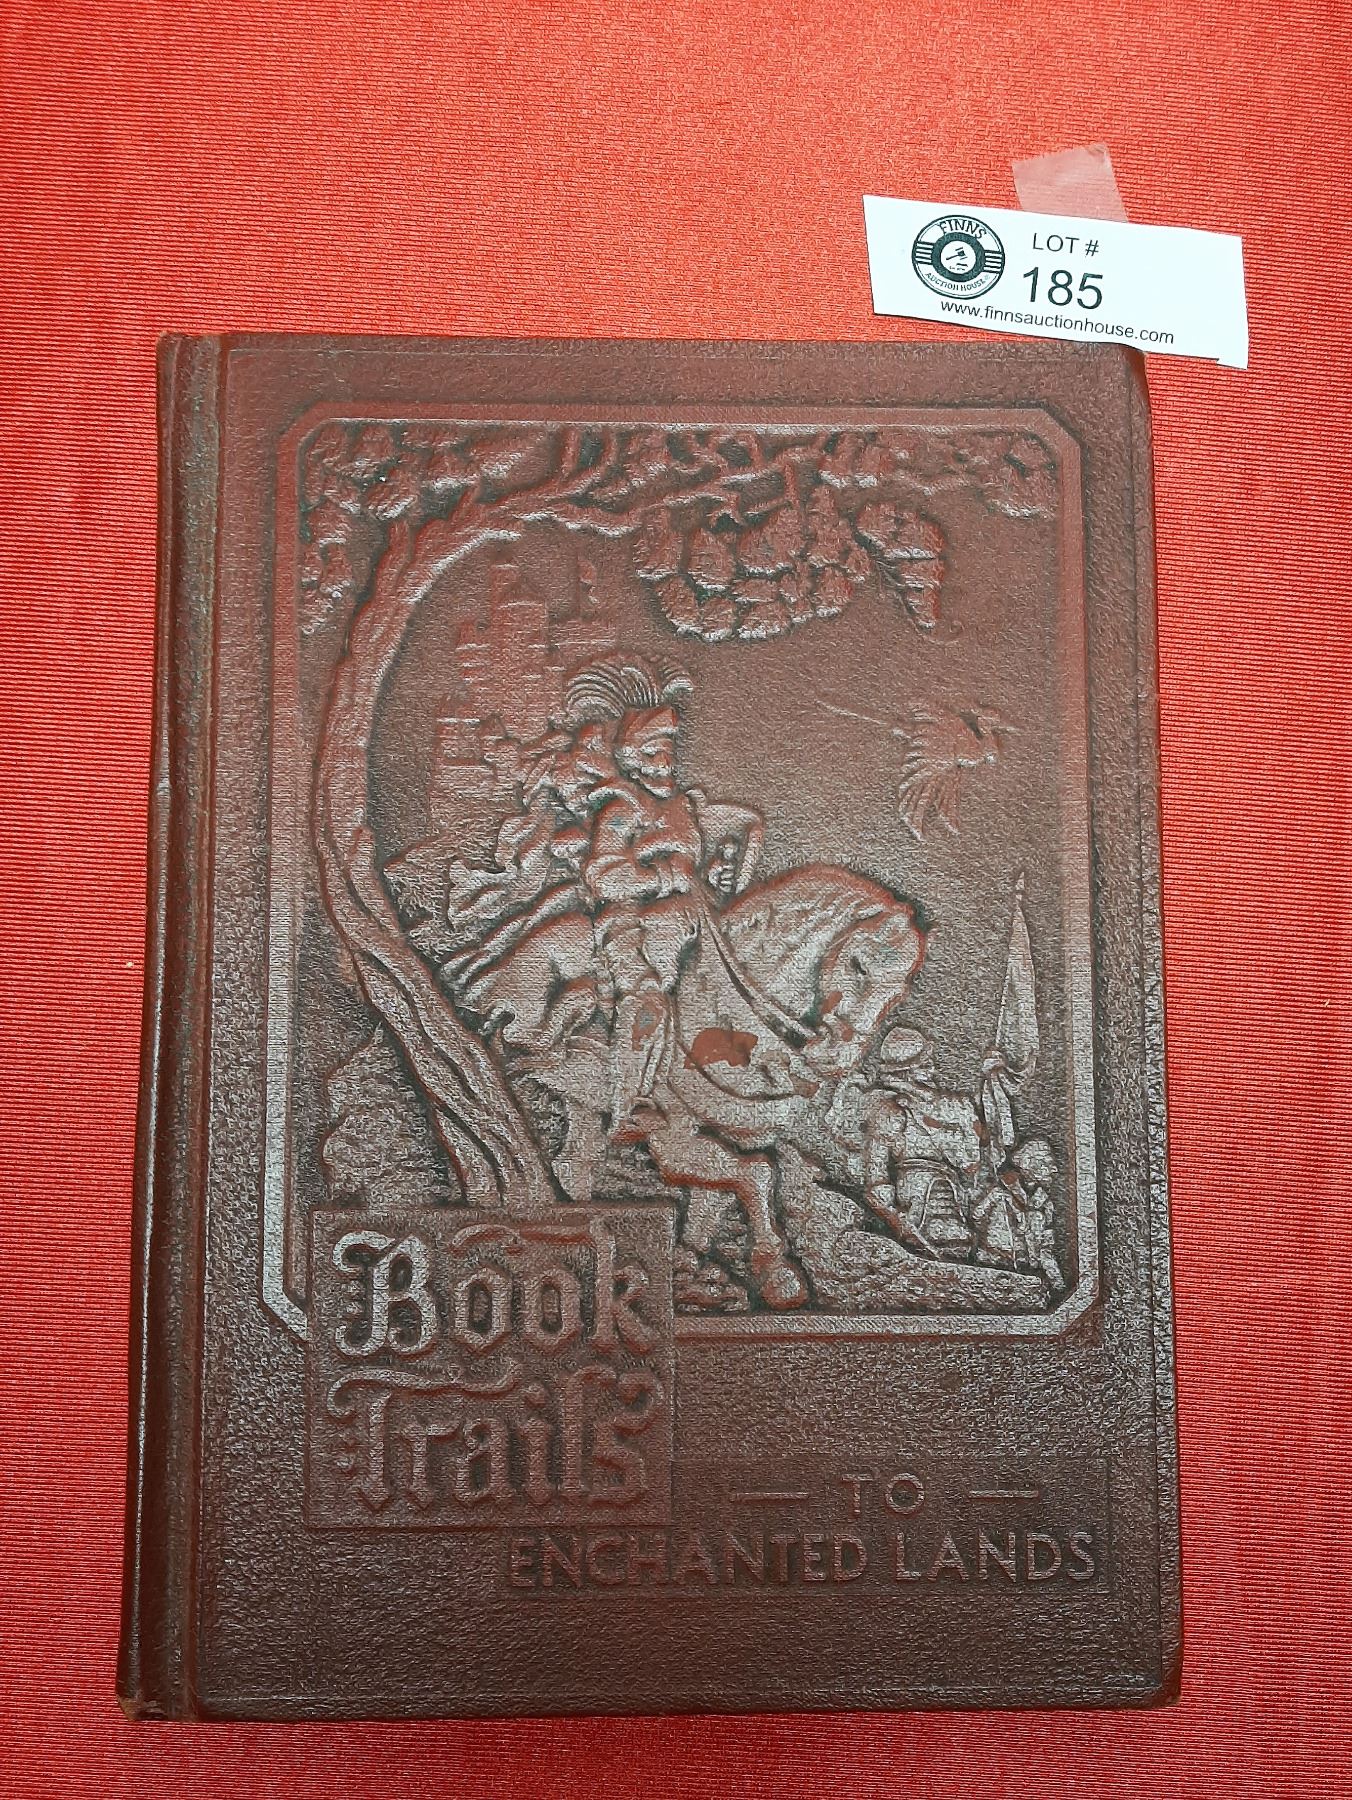 FINNS
AUCTION HOUSE
LOT #
185
www.finnsauctionhouse.com
Book
Trails
— TO —
ENCHANTED LANDS